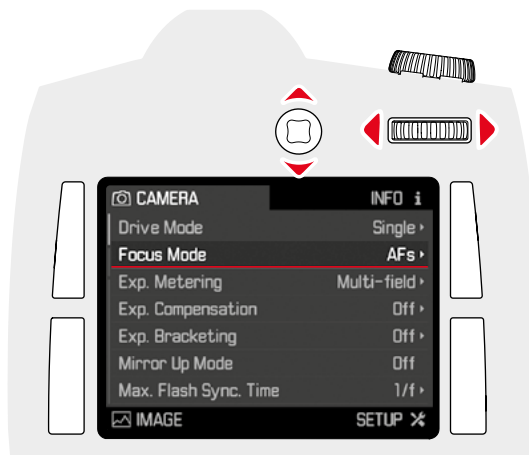 CAMERA INFO i
Drive Mode Single
Focus Mode AFs
Exp. Metering Multi-field
Exp. Compensation Off
Exp. Bracketing Off
Mirror Up Mode Off
Max. Flash Sync. Time 1/f
IMAGE SETUP